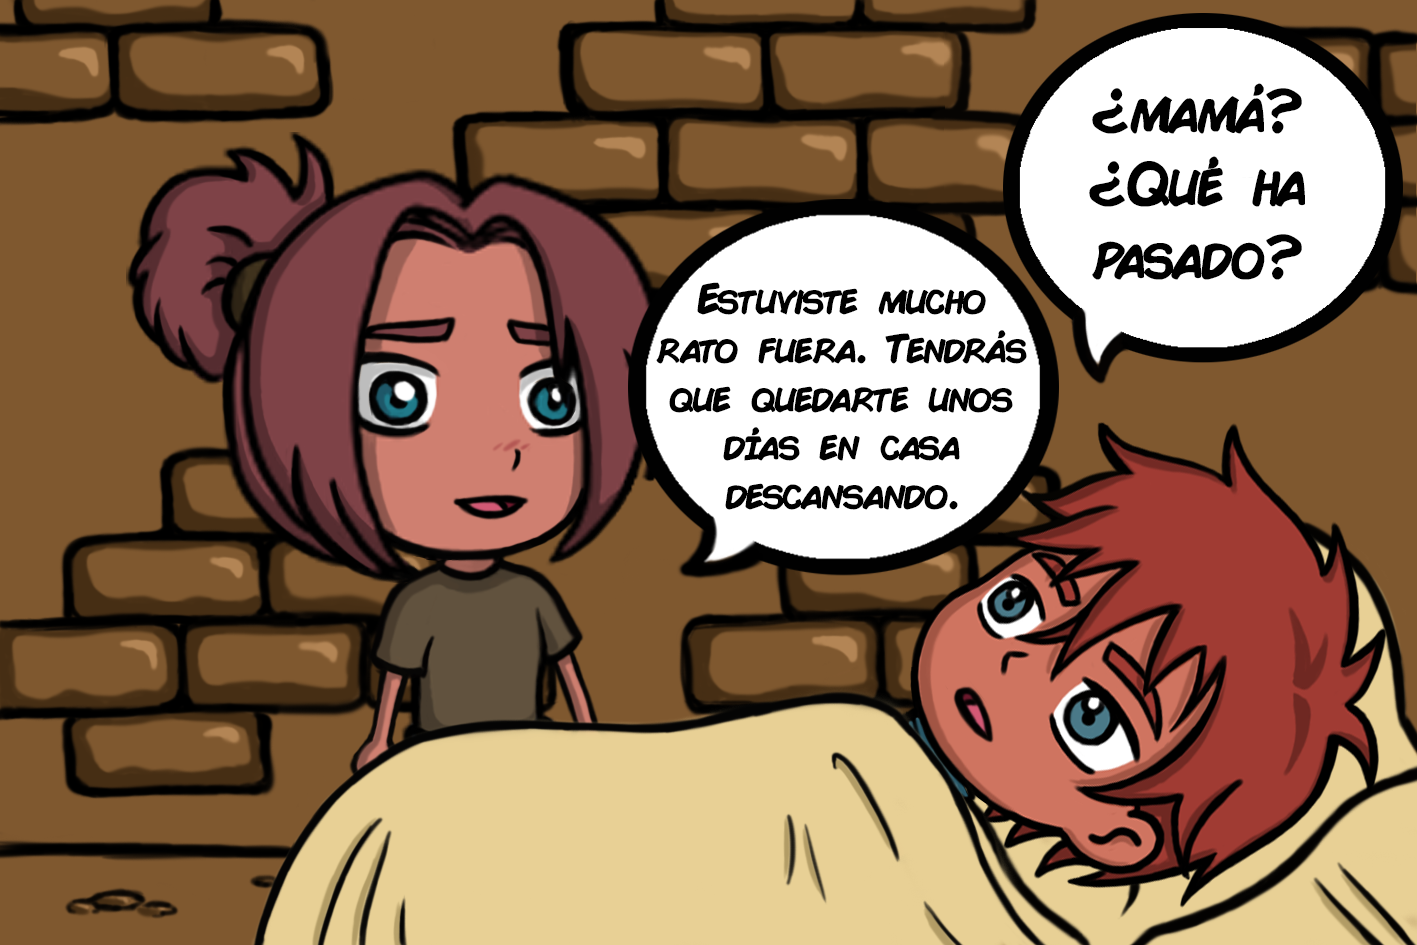 ¿Mamá?
¿Qué ha
pasado?
Estuviste mucho
rato fuera. Tendrás
que quedarte unos
días en casa
descansando.